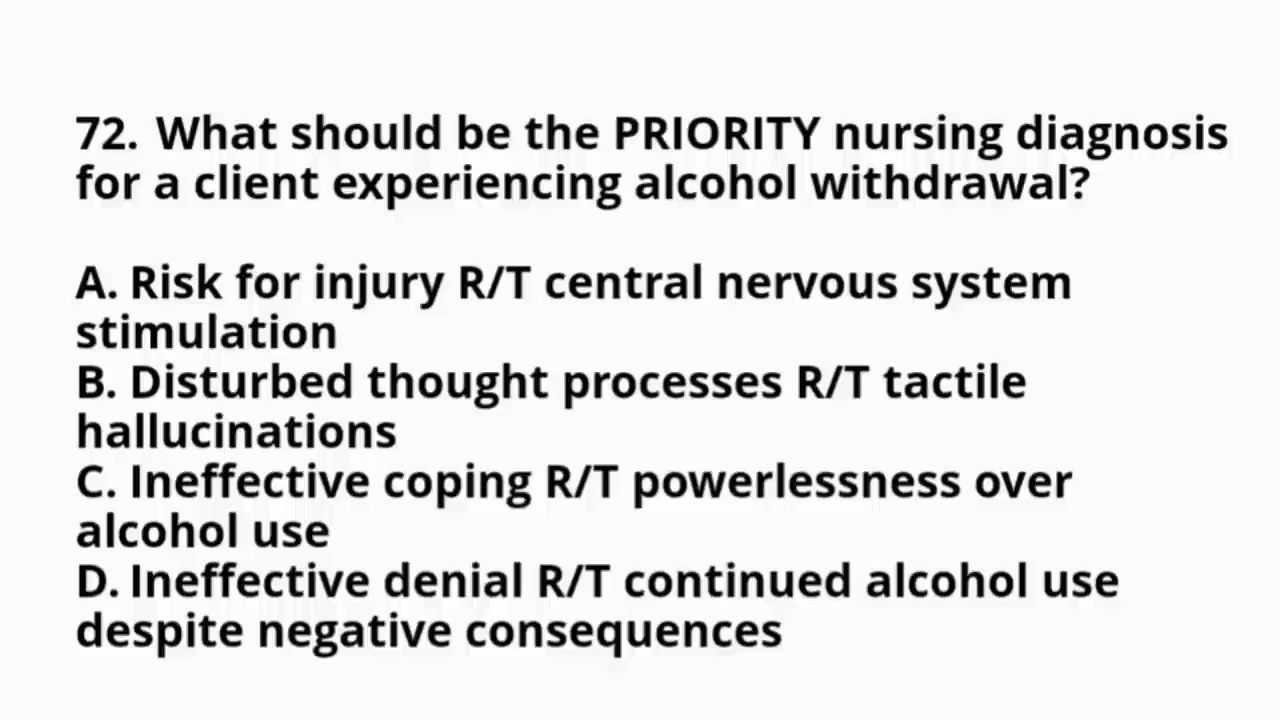 72. What should be the PRIORITY nursing diagnosis
for a client experiencing alcohol withdrawal?
A. Risk for injury R/T central nervous system
stimulation
B. Disturbed thought processes R/T tactile
hallucinations
C. Ineffective coping R/T powerlessness over
alcohol use
D. Ineffective denial R/T continued alcohol use
despite negative consequences